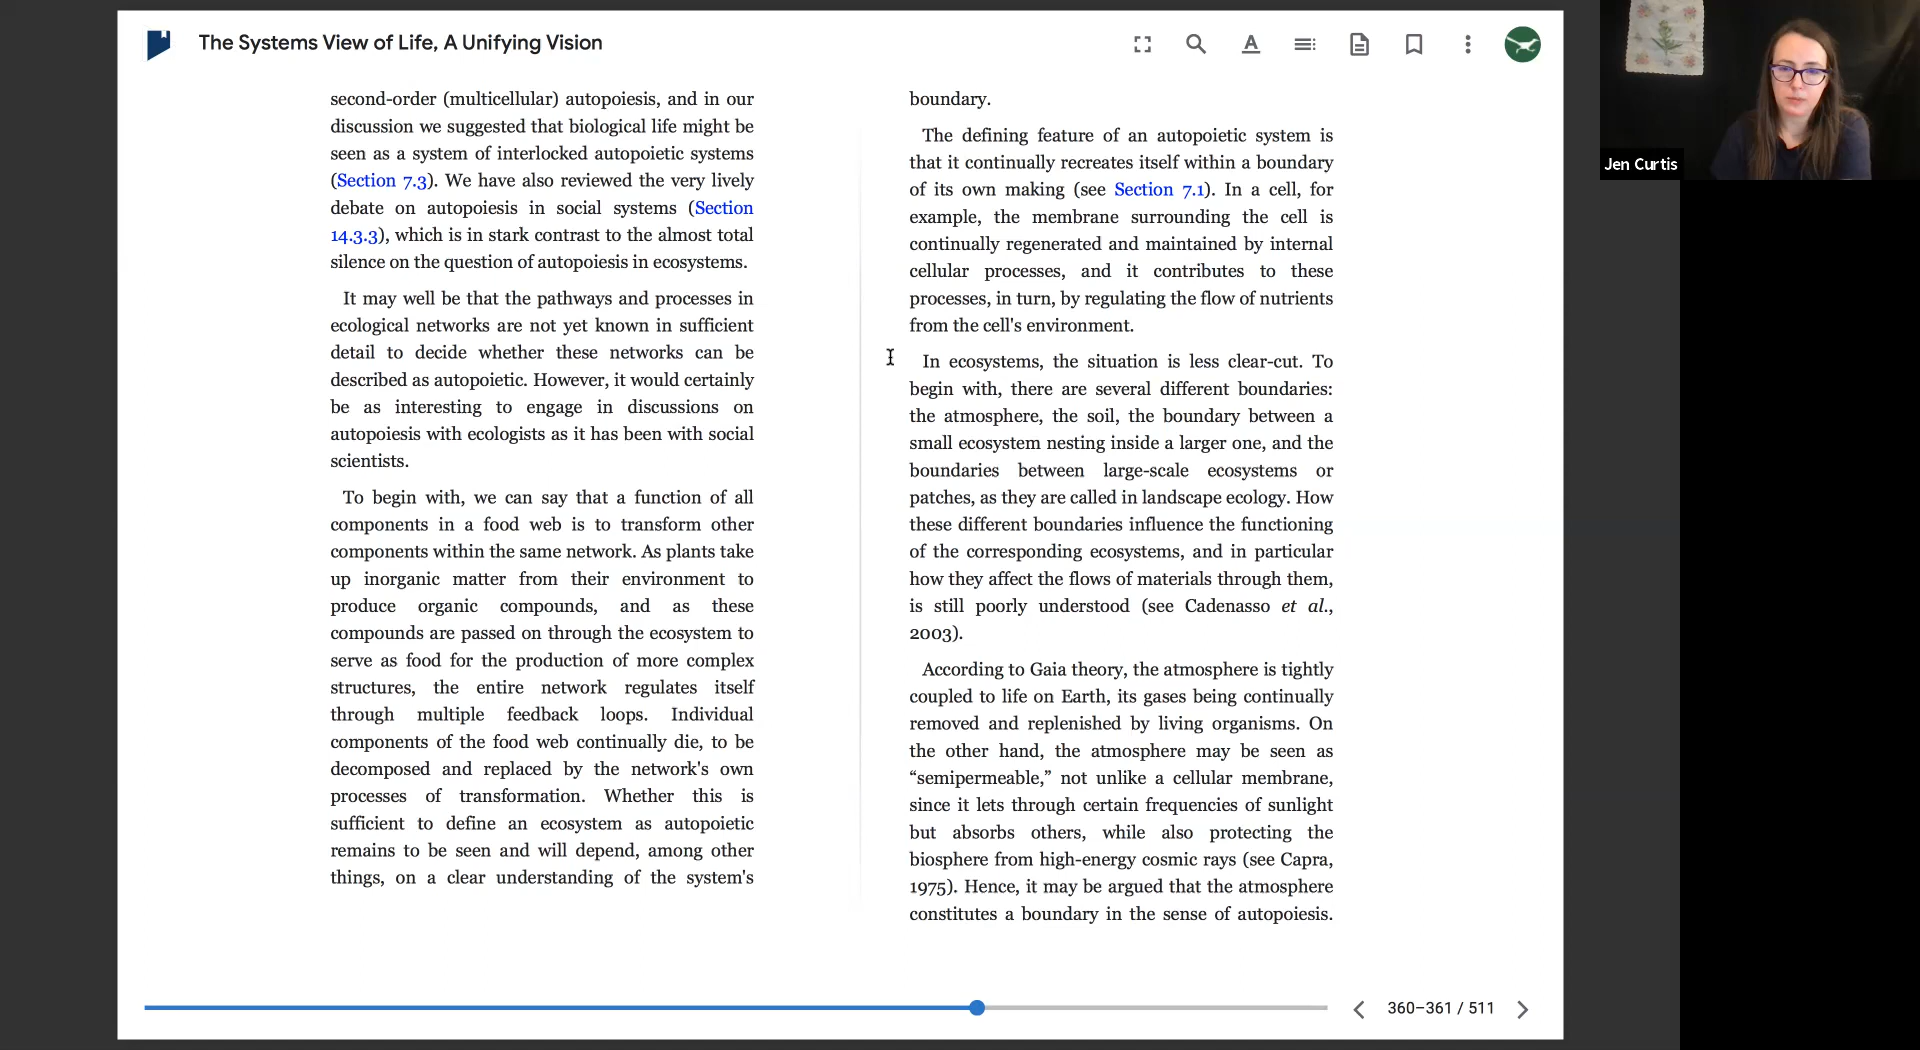 The Systems View of Life, A Unifying Vision
second-order (multicellular) autopoiesis, and in our
discussion we suggested that biological life might be
seen as a system of interlocked autopoietic systems
(Section 7.3). We have also reviewed the very lively
debate on autopoiesis in social systems (Section
14.3.3), which is in stark contrast to the almost total
silence on the question of autopoiesis in ecosystems.
It may well be that the pathways and processes in
ecological networks are not yet known in sufficient
detail to decide whether these networks can be
described as autopoietic. However, it would certainly
be as interesting to engage in discussions on
autopoiesis with ecologists as it has been with social
scientists.
To begin with, we can say that a function of all
components in a food web is to transform other
components within the same network. As plants take
up inorganic matter from their environment to
produce organic compounds, and as these
compounds are passed on through the ecosystem to
serve as food for the production of more complex
structures, the entire network regulates itself
through multiple feedback loops. Individual
components of the food web continually die, to be
decomposed and replaced by the network's own
processes of transformation. Whether this is
sufficient to define an ecosystem as autopoietic
remains to be seen and will depend, among other
things, on a clear understanding of the system's
boundary.
The defining feature of an autopoietic system is
that it continually recreates itself within a boundary
of its own making (see Section 7.1). In a cell, for
example, the membrane surrounding the cell is
continually regenerated and maintained by internal
cellular processes, and it contributes to these
processes, in turn, by regulating the flow of nutrients
from the cell's environment.
In ecosystems, the situation is less clear-cut. To
begin with, there are several different boundaries:
the atmosphere, the soil, the boundary between a
small ecosystem nesting inside a larger one, and the
boundaries between large-scale ecosystems or
patches, as they are called in landscape ecology. How
these different boundaries influence the functioning
of the corresponding ecosystems, and in particular
how they affect the flows of materials through them,
is still poorly understood (see Cadenasso et al.,
2003).
According to Gaia theory, the atmosphere is tightly
coupled to life on Earth, its gases being continually
removed and replenished by living organisms. On
the other hand, the atmosphere may be seen as
“semipermeable,” not unlike a cellular membrane,
since it lets through certain frequencies of sunlight
but absorbs others, while also protecting the
biosphere from high-energy cosmic rays (see Capra,
1975). Hence, it may be argued that the atmosphere
constitutes a boundary in the sense of autopoiesis.
360–361 / 511
Jen Curtis